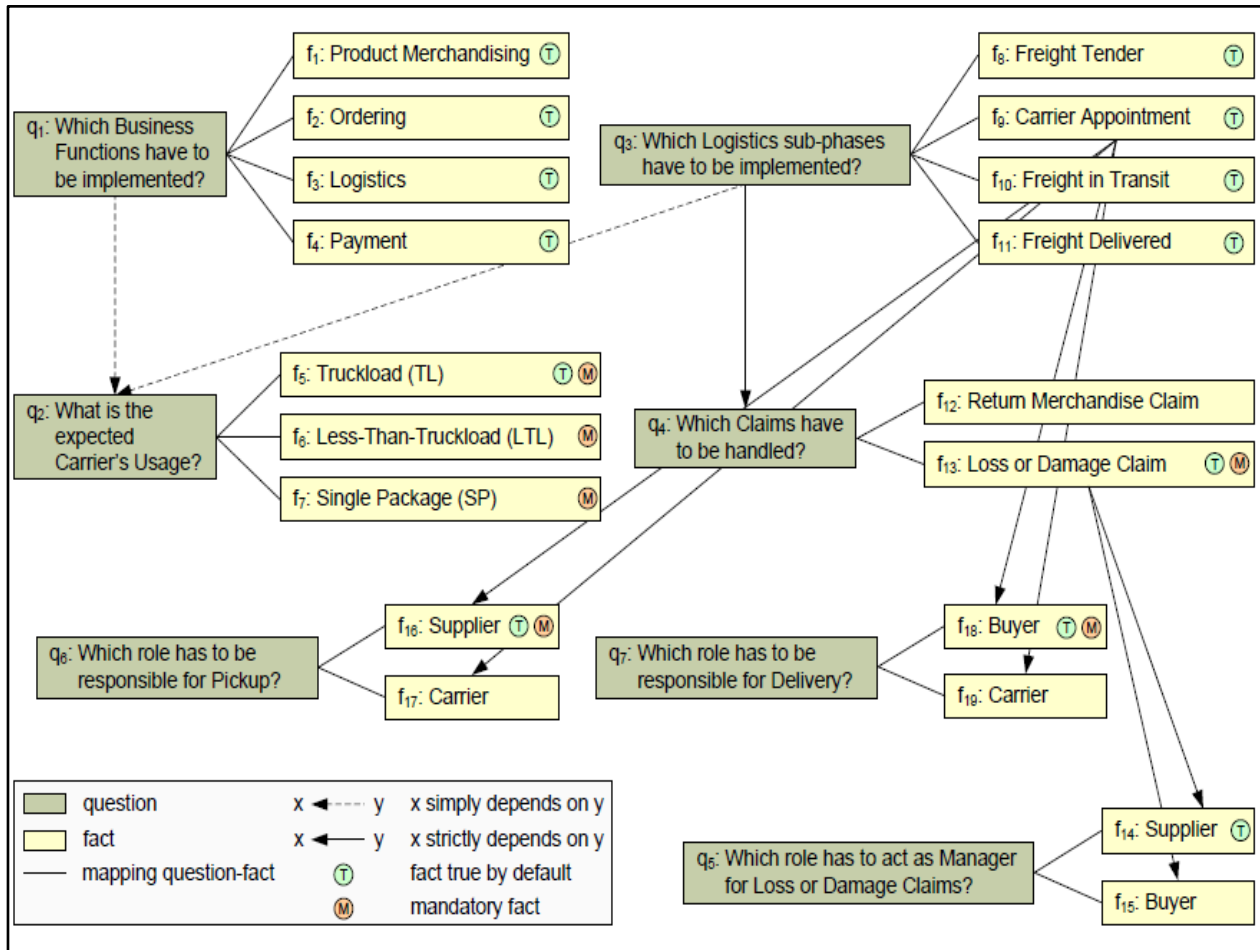 q1: Which Business
Functions have to
be implemented?
f1: Product Merchandising T
f2: Ordering T
f3: Logistics T
f4: Payment T
q3: Which Logistics sub-phases
have to be implemented?
f8: Freight Tender T
f9: Carrier Appointment T
f10: Freight in Transit T
f11: Freight Delivered T
q2: What is the
expected
Carrier's Usage?
f5: Truckload (TL) T M
f6: Less-Than-Truckload (LTL) M
f7: Single Package (SP) M
q4: Which Claims have
to be handled?
f12: Return Merchandise Claim
f13: Loss or Damage Claim T M
q6: Which role has to be
responsible for Pickup?
f16: Supplier T M
f17: Carrier
q7: Which role has to be
responsible for Delivery?
f18: Buyer T M
f19: Carrier
q5: Which role has to act as Manager
for Loss or Damage Claims?
f14: Supplier T
f15: Buyer
question
fact
mapping question-fact
x y x simply depends on y
x y x strictly depends on y
T fact true by default
M mandatory fact